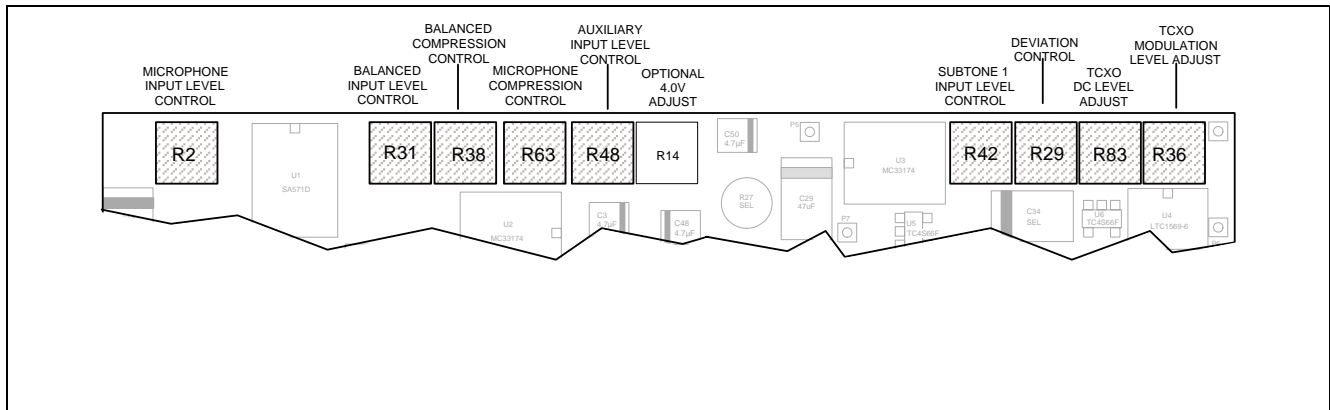 BALANCED
COMPRESSION
CONTROL
AUXILIARY
INPUT LEVEL
CONTROL
DEVIATION
CONTROL
TCXO
MODULATION
LEVEL ADJUST
MICROPHONE
INPUT LEVEL
CONTROL
BALANCED
INPUT LEVEL
CONTROL
MICROPHONE
COMPRESSION
CONTROL
OPTIONAL
4.0V
ADJUST
SUBTONE 1
INPUT LEVEL
CONTROL
TCXO
DC LEVEL
ADJUST
R2
U1
SA571D
R31
R38
R63
R48
R14
C50
4.7µF
P5
U3
MC33174
R42
R29
R83
R36
U2
MC33174
C3
4.7µF
C48
4.7µF
R27
SEL
C29
47uF
P7
U5
TC4S66F
C34
SEL
U6
TC4S66F
U4
LTC1569-6